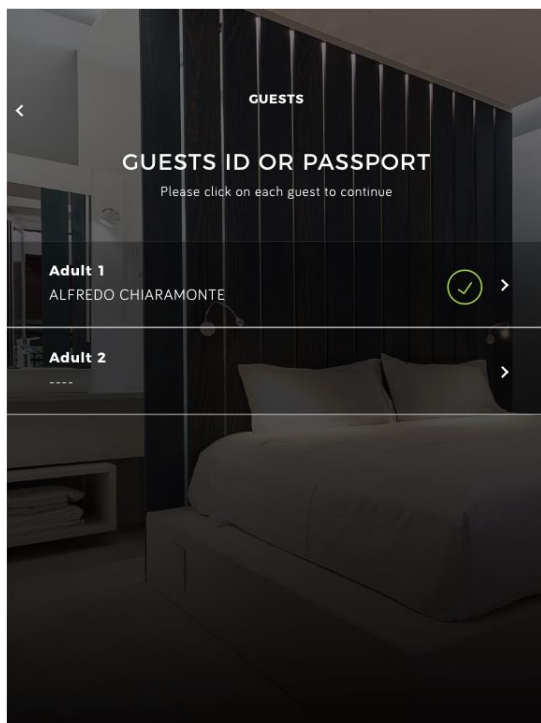 GUESTS
GUESTS ID OR PASSPORT
Please click on each guest to continue
Adult 1
ALFREDO CHIARAMONTE
Adult 2
----